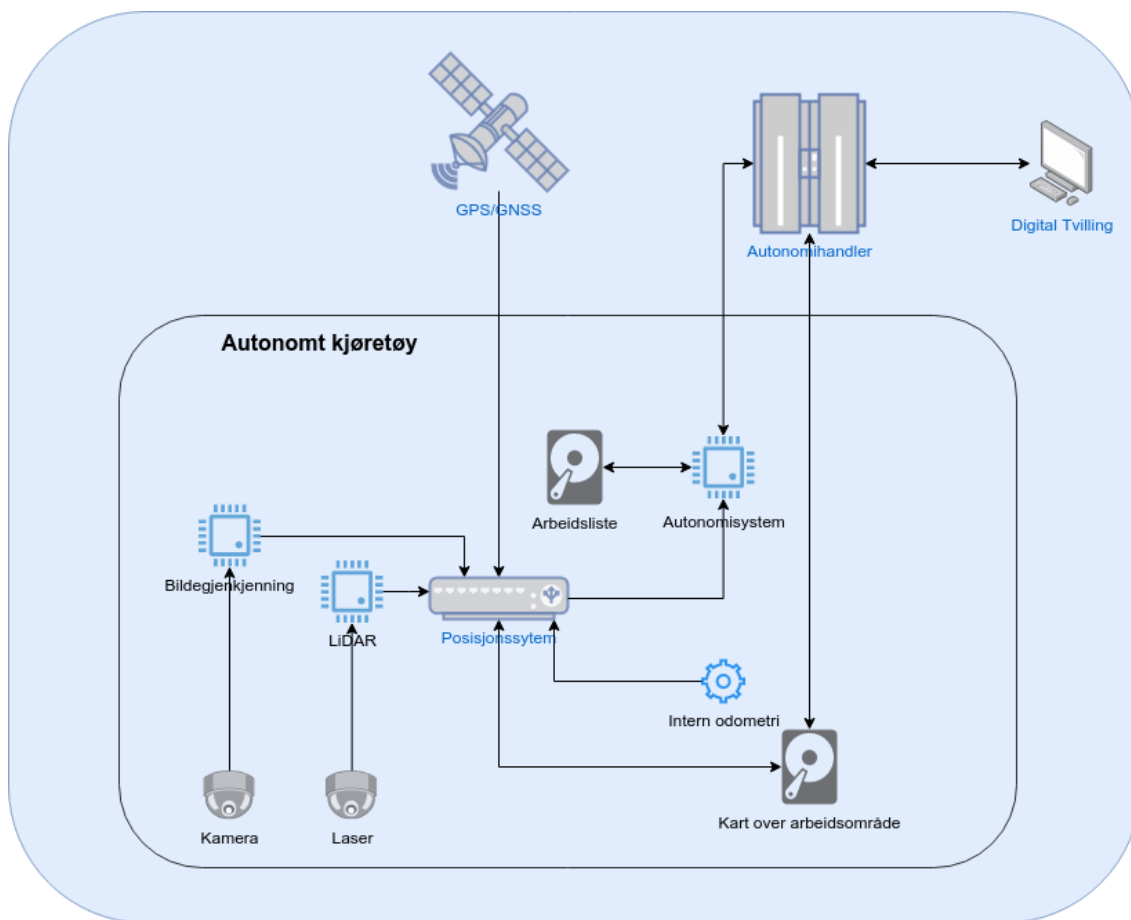 GPS/GNSS
Autonomihandler
Digital Tvilling
Autonomt kjøretøy
Arbeidsliste
Autonomisystem
Bildegjenkjenning
LiDAR
Posisjonssytem
Intern odometri
Kart over arbeidsområde
Kamera
Laser